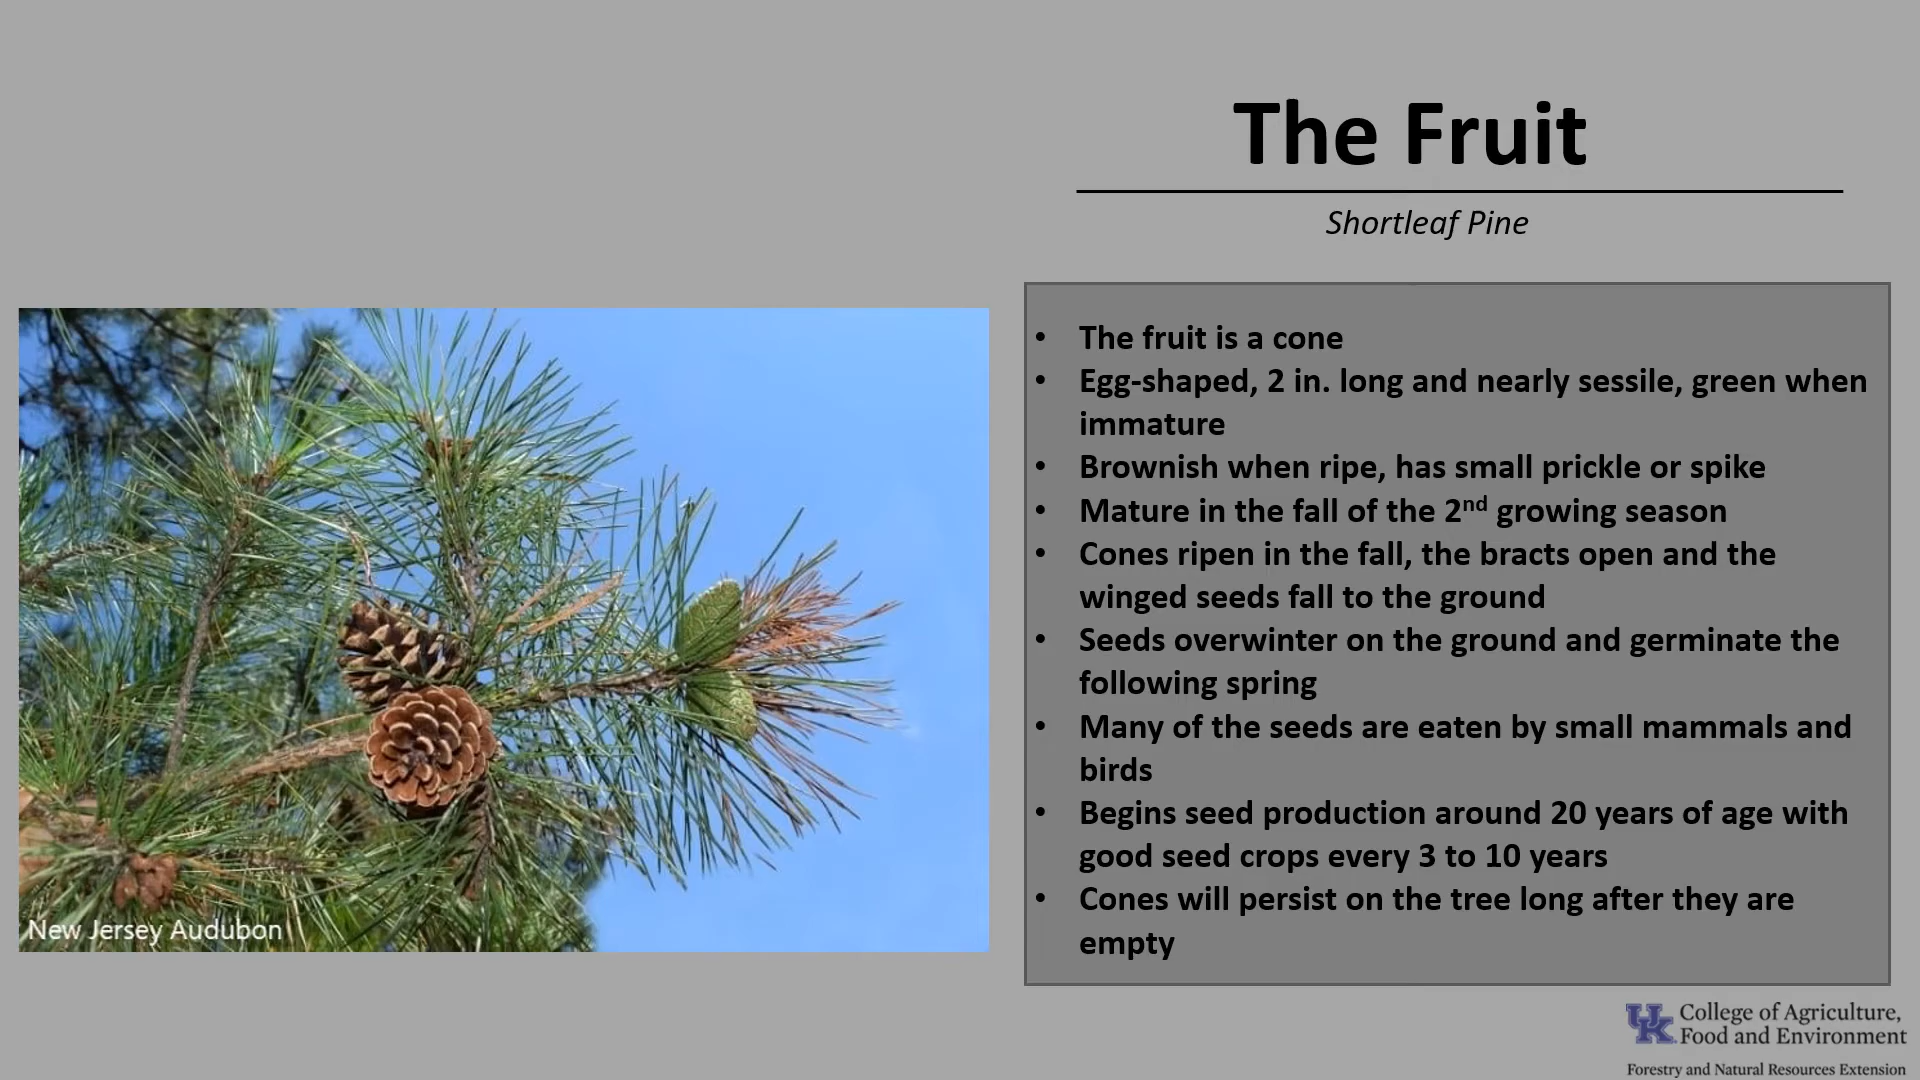 The Fruit
Shortleaf Pine
• The fruit is a cone
• Egg-shaped, 2 in. long and nearly sessile, green when
immature
• Brownish when ripe, has small prickle or spike
• Mature in the fall of the 2nd growing season
• Cones ripen in the fall, the bracts open and the
winged seeds fall to the ground
• Seeds overwinter on the ground and germinate the
following spring
• Many of the seeds are eaten by small mammals and
birds
• Begins seed production around 20 years of age with
good seed crops every 3 to 10 years
• Cones will persist on the tree long after they are
empty
New Jersey Audubon
UK College of Agriculture,
Food and Environment
Forestry and Natural Resources Extension